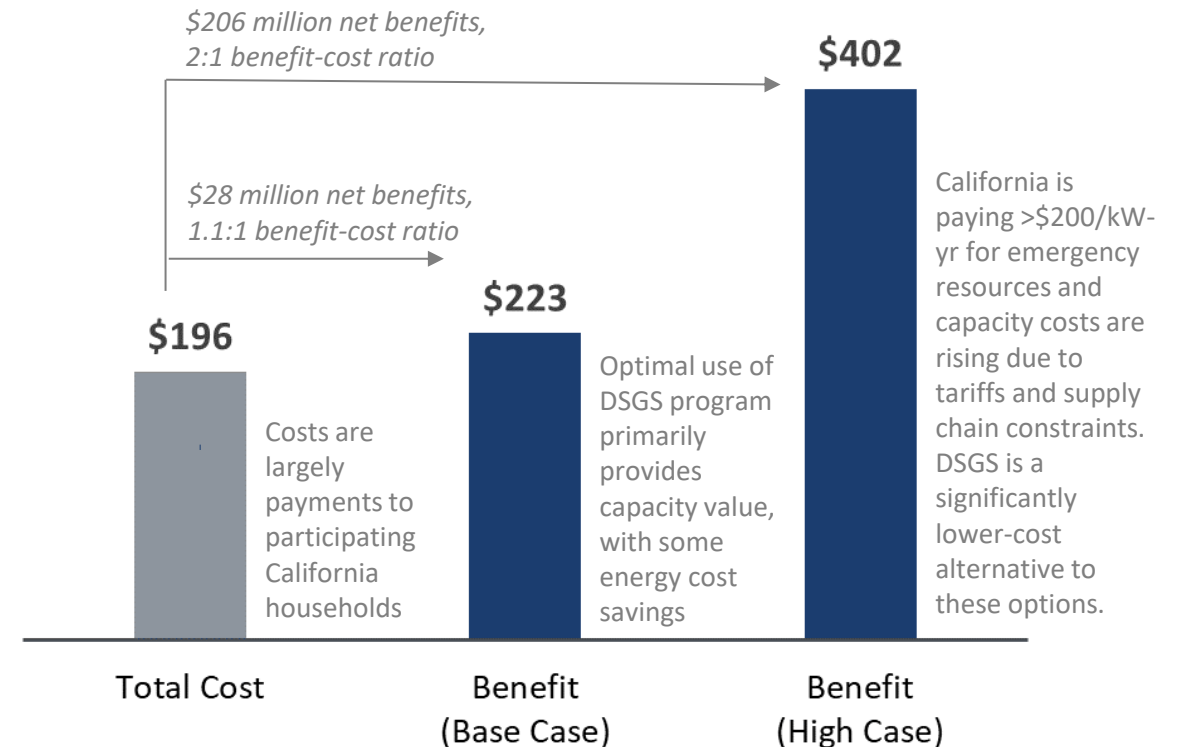 $206 million net benefits,
2:1 benefit-cost ratio
$402
$28 million net benefits,
1.1:1 benefit-cost ratio
$223
$196
Costs are
largely
payments to
participating
California
households
Optimal use of
DSGS program
primarily
provides
capacity value,
with some
energy cost
savings
California is
paying >$200/kW-
yr for emergency
resources and
capacity costs are
rising due to
tariffs and supply
chain constraints.
DSGS is a
significantly
lower-cost
alternative to
these options.
Total Cost
Benefit
(Base Case)
Benefit
(High Case)